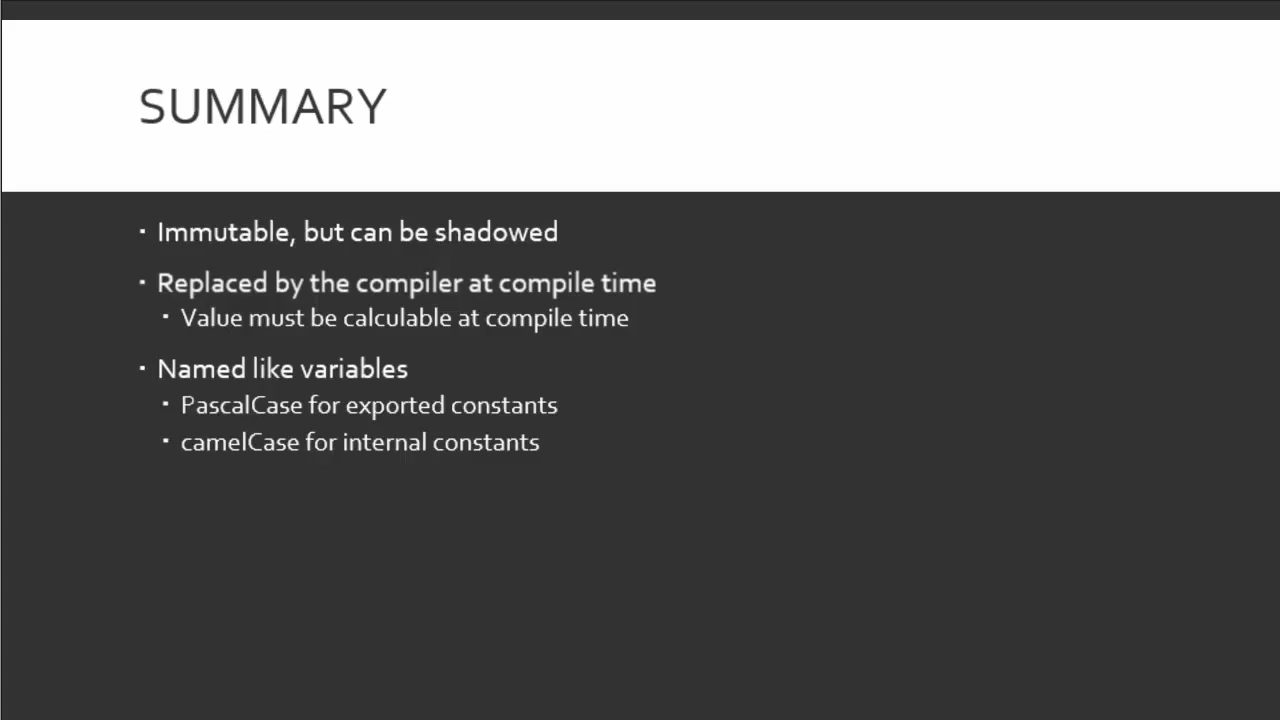 SUMMARY
▪ Immutable, but can be shadowed
▪ Replaced by the compiler at compile time
▪ Value must be calculable at compile time
▪ Named like variables
▪ PascalCase for exported constants
▪ camelCase for internal constants